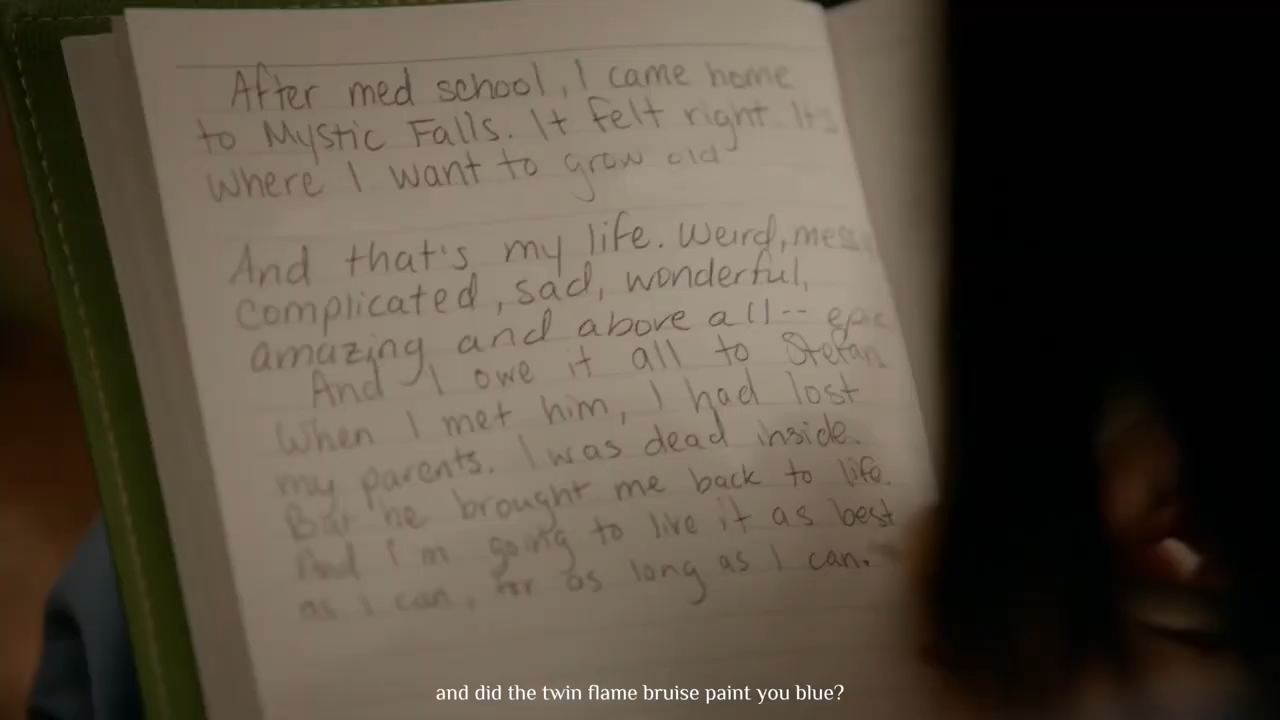 After med school, I came home
to Mystic Falls. It felt right. It's
where I want to grow old
And that's my life. Weird,
complicated, sad, wonderful,
amazing and above all-- epic
And I owe it all to Stefan
When I met him, I had lost
my parents. I was dead inside.
But he brought me back to life.
And I'm going to live it as best
as I can, for as long as I can.
and did the twin flame bruise paint you blue?